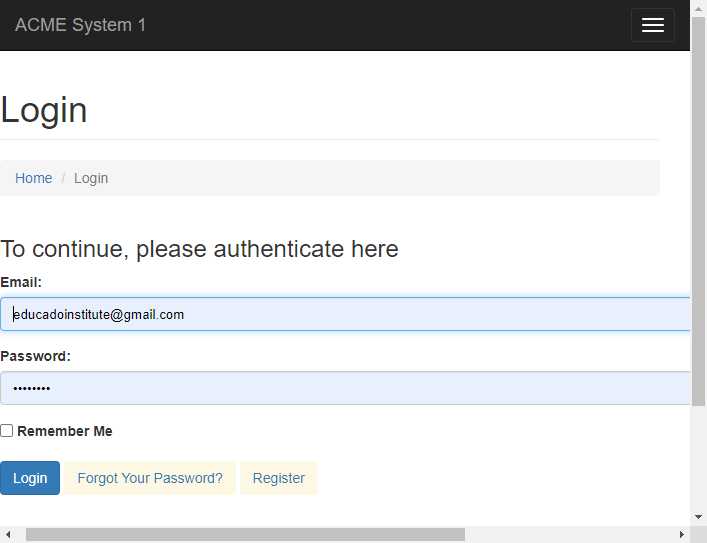 ACME System 1
Login
Home / Login
To continue, please authenticate here
Email:
educadoinstitute@gmail.com
Password:
••••••••
Remember Me
Login Forgot Your Password? Register